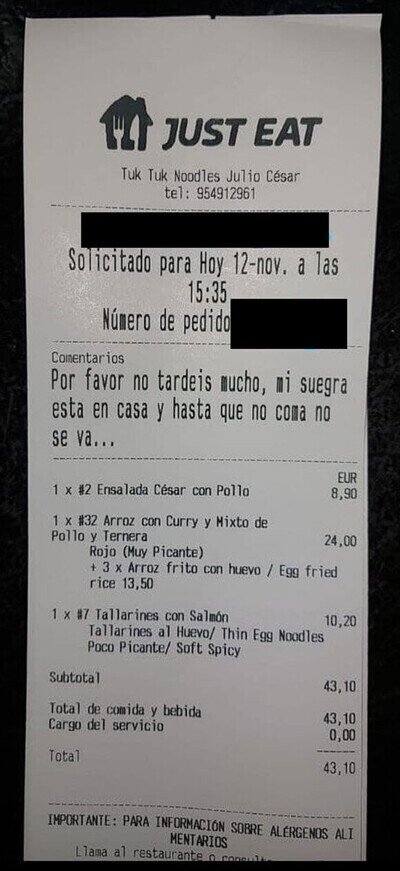 JUST EAT
Tuk Tuk Noodles Julio César
tel: 954912961
Solicitado para Hoy 12-nov. a las
15:35
Número de pedido
Comentarios
Por favor no tardeis mucho, mi suegra
esta en casa y hasta que no coma no
se va...
EUR
1 x #2 Ensalada César con Pollo 8,90
1 x #32 Arroz con Curry y Mixto de
Pollo y Ternera 24,00
Rojo (Muy Picante)
+ 3 x Arroz frito con huevo / Egg fried
rice 13,50
1 x #7 Tallarines con Salmón 10,20
Tallarines al Huevo/ Thin Egg Noodles
Poco Picante/ Soft Spicy
Subtotal 43,10
Total de comida y bebida 43,10
Cargo del servicio 0,00
Total 43,10
IMPORTANTE: PARA INFORMACIÓN SOBRE ALÉRGENOS ALI
MENTARIOS
Llama al restaurante o